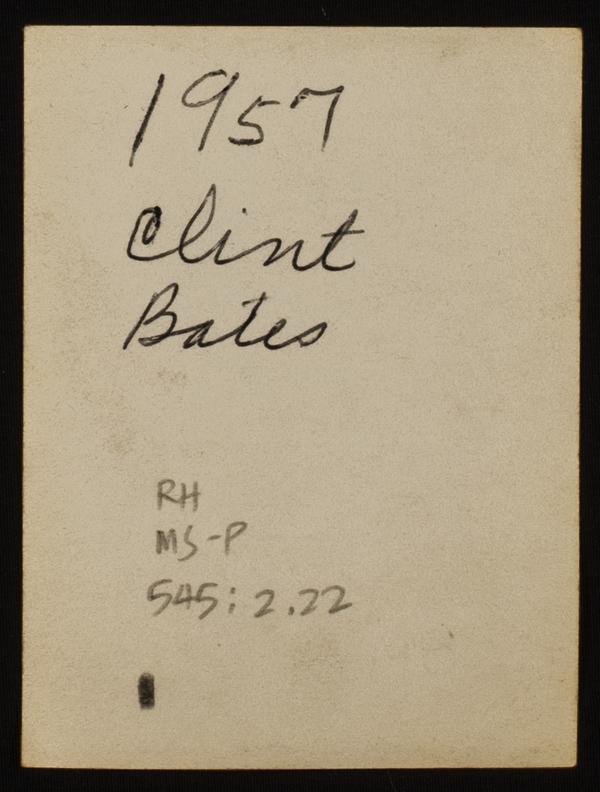 1957
Clint
Bates
RH
MS-P
545:2.22